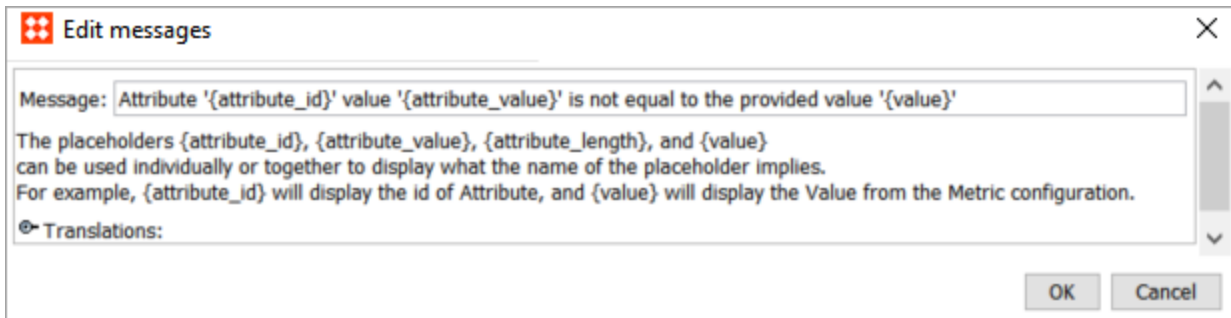 Edit messages
Message: Attribute '{attribute_id}' value '{attribute_value}' is not equal to the provided value '{value}'
The placeholders {attribute_id}, {attribute_value}, {attribute_length}, and {value}
can be used individually or together to display what the name of the placeholder implies.
For example, {attribute_id} will display the id of Attribute, and {value} will display the Value from the Metric configuration.
Translations:
OK Cancel